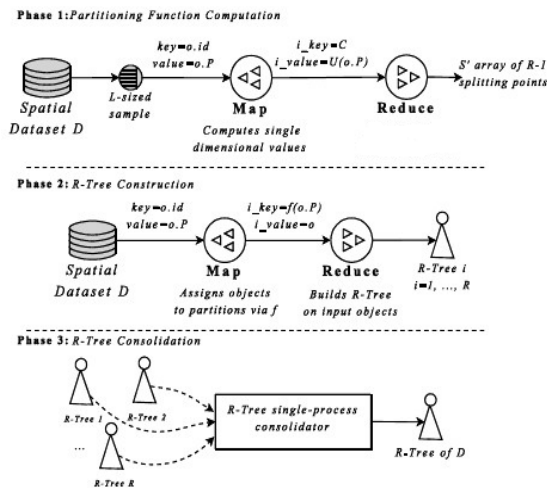 Phase 1: Partitioning Function Computation
key=o.id
value=o.P
i_key=C
i_value=U(o.P)
S' array of R-1
splitting points
Spatial
Dataset D
L-sized
sample
Map
Reduce
Computes single
dimensional values
Phase 2: R-Tree Construction
key=o.id
value=o.P
i_key=f(o.P)
i_value=o
Spatial
Dataset D
Map
Reduce
R-Tree i
i=1, ..., R
Assigns objects
to partitions via f
Builds R-Tree
on input objects
Phase 3: R-Tree Consolidation
R-Tree 1
R-Tree 2
R-Tree single-process
consolidator
...
R-Tree R
R-Tree of D